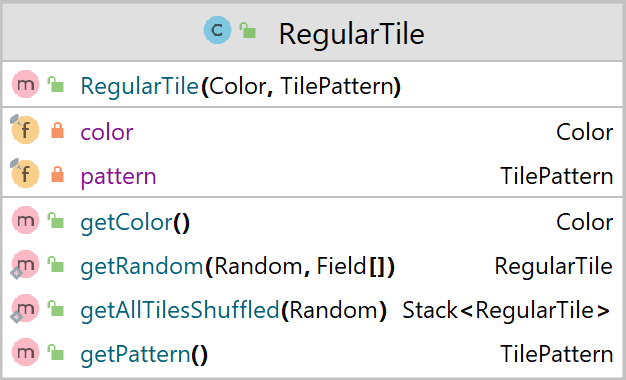 C RegularTile
m RegularTile(Color, TilePattern)
f color Color
f pattern TilePattern
m getColor() Color
m getRandom(Random, Field[]) RegularTile
m getAllTilesShuffled(Random) Stack<RegularTile>
m getPattern() TilePattern